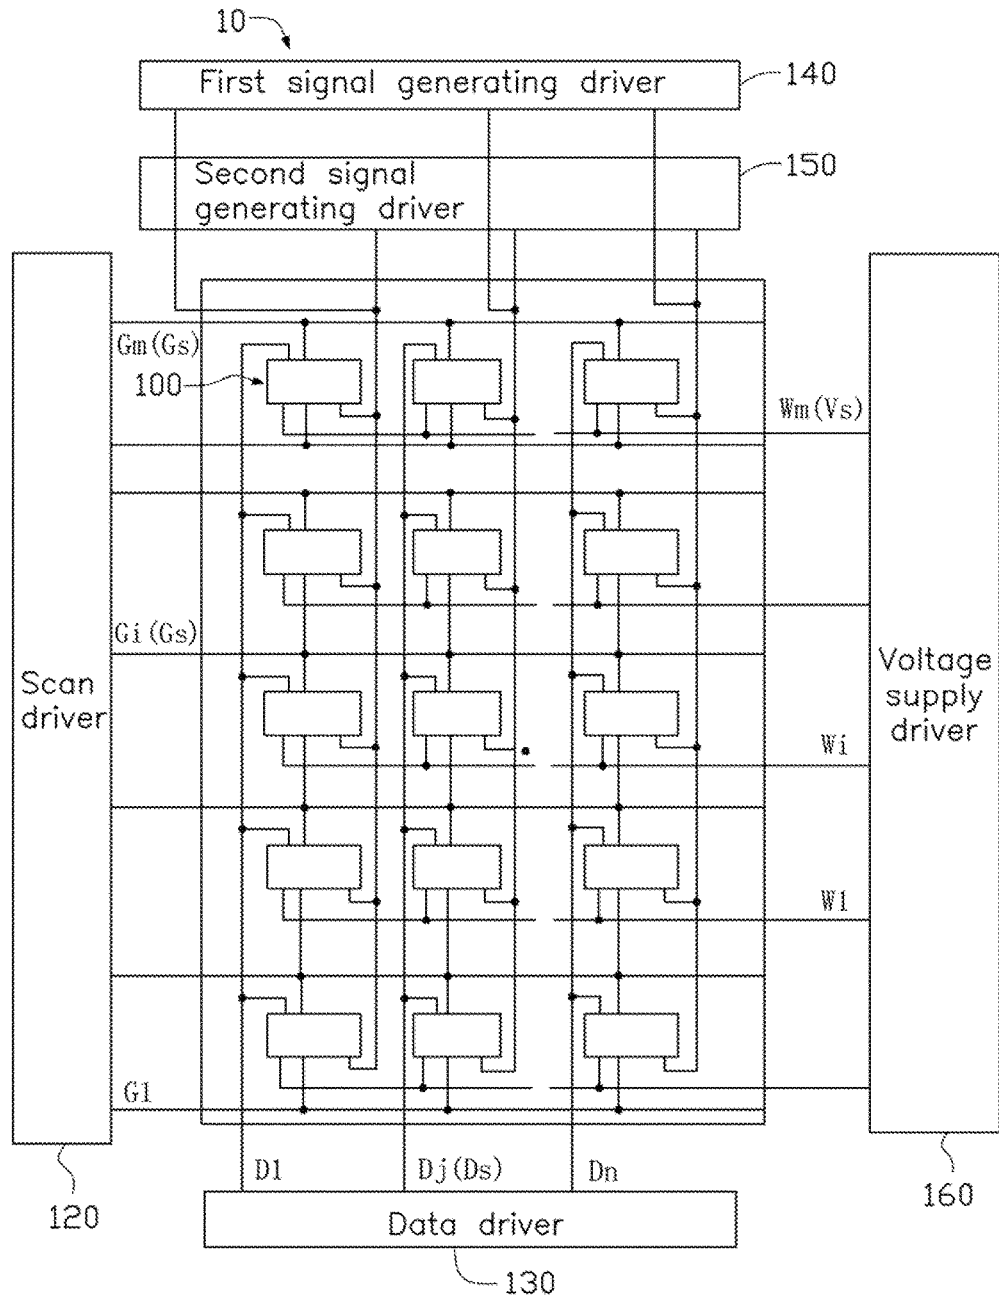 10
First signal generating driver
140
Second signal
generating driver
150
Gm(Gs)
100
Wm(Vs)
Gi(Gs)
Scan
driver
Voltage
supply
driver
Wi
W1
G1
D1
Dj(Ds)
Dn
120
160
Data driver
130